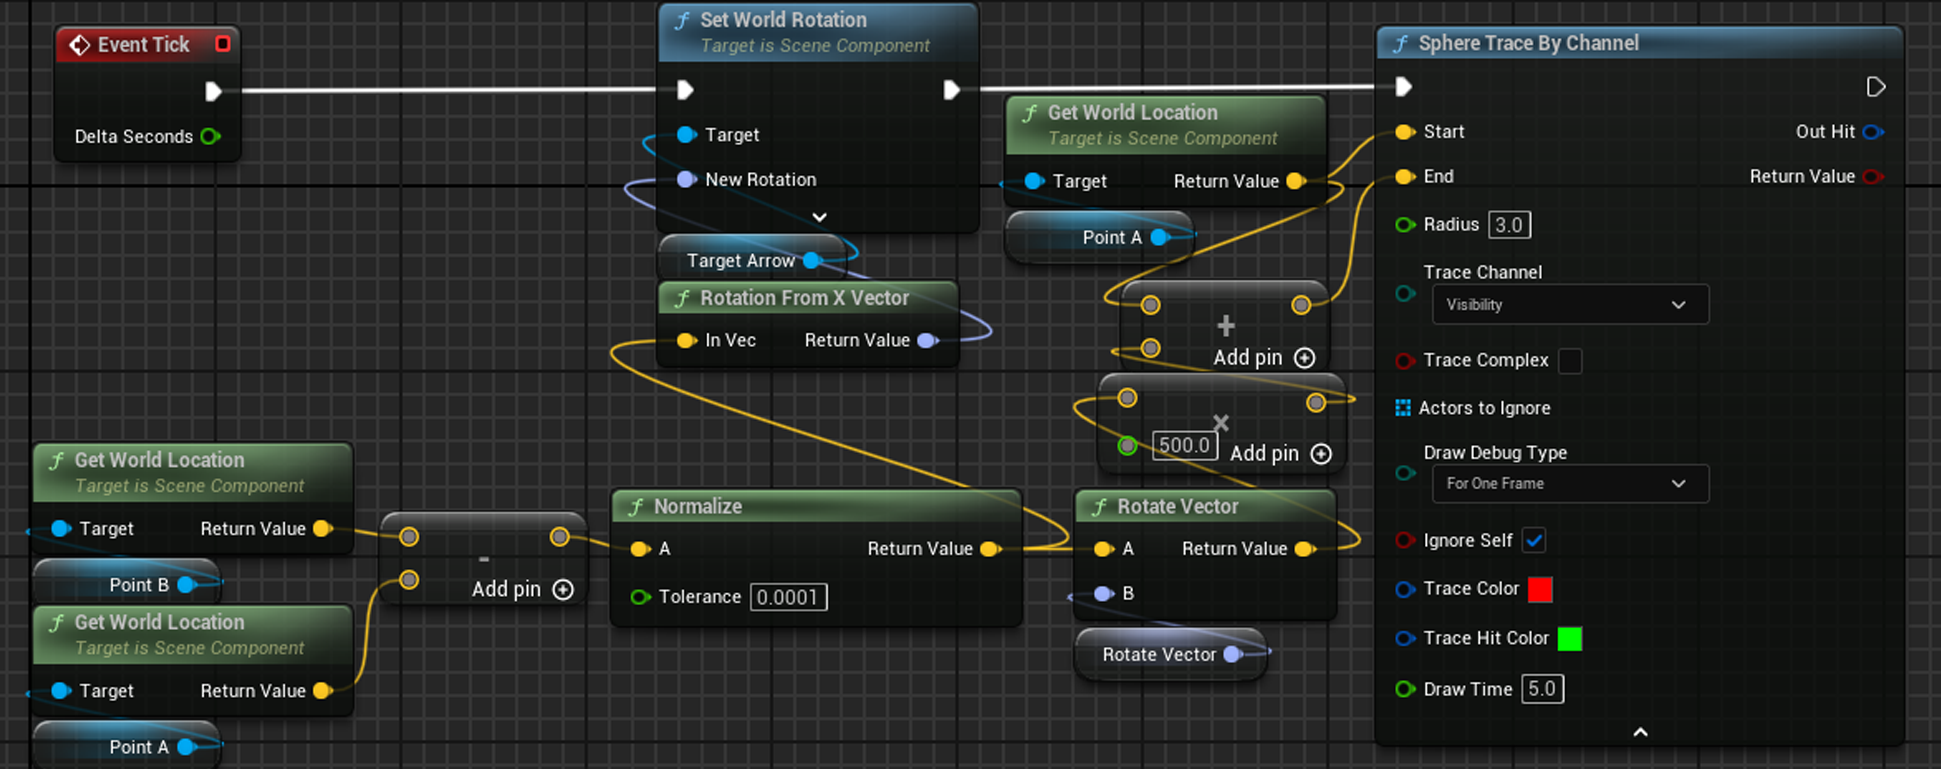 Event Tick
Delta Seconds
Set World Rotation
Target is Scene Component
Target
New Rotation
Target Arrow
Rotation From X Vector
In Vec Return Value
Get World Location
Target is Scene Component
Target Return Value
Point A
+
Add pin
×
500.0 Add pin
Get World Location
Target is Scene Component
Target Return Value
Point B
Get World Location
Target is Scene Component
Target Return Value
Point A
-
Add pin
Normalize
A Return Value
Tolerance 0.0001
Rotate Vector
A Return Value
B
Rotate Vector
Sphere Trace By Channel
Start Out Hit
End Return Value
Radius 3.0
Trace Channel
Visibility
Trace Complex
Actors to Ignore
Draw Debug Type
For One Frame
Ignore Self
Trace Color
Trace Hit Color
Draw Time 5.0